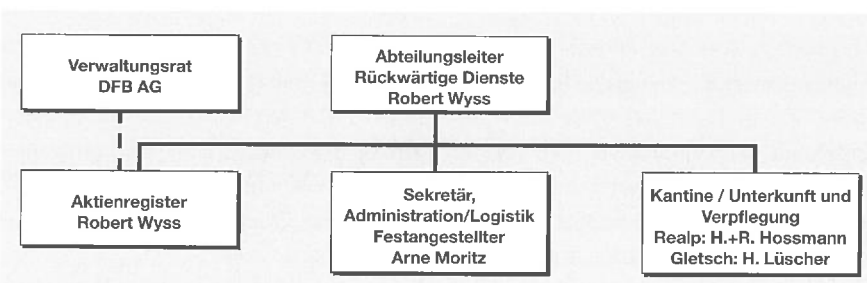 Verwaltungsrat
DFB AG
Abteilungsleiter
Rückwärtige Dienste
Robert Wyss
Aktienregister
Robert Wyss
Sekretär,
Administration/Logistik
Festangestellter
Arne Moritz
Kantine / Unterkunft und
Verpflegung
Realp: H.+R. Hossmann
Gletsch: H. Lüscher